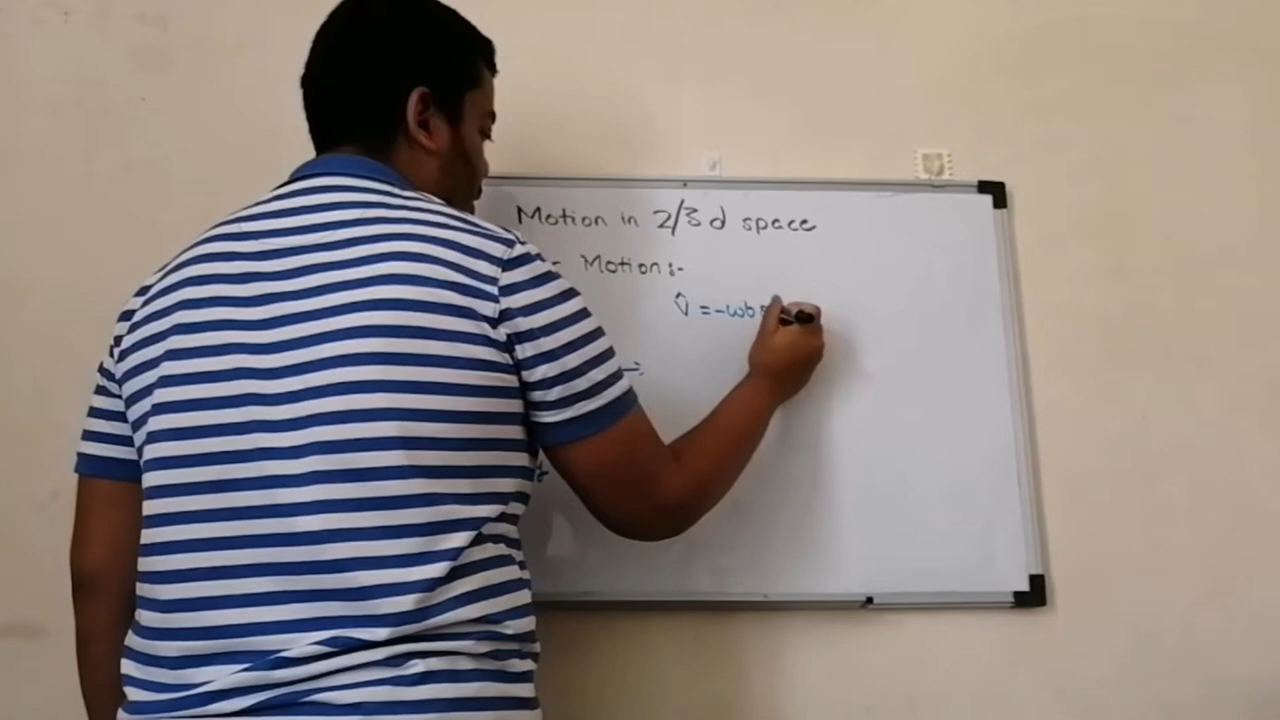 Motion in 2/3 d space
- Motion :-
v̂ = -ωb
→